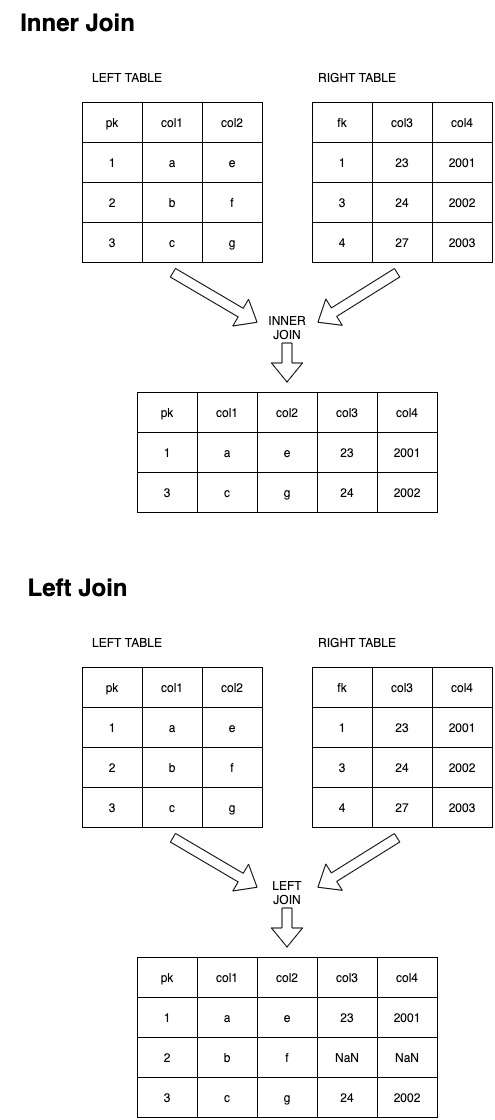 Inner Join
LEFT TABLE RIGHT TABLE
pk col1 col2 fk col3 col4
1 a e 1 23 2001
2 b f 3 24 2002
3 c g 4 27 2003
INNER
JOIN
pk col1 col2 col3 col4
1 a e 23 2001
3 c g 24 2002
Left Join
LEFT TABLE RIGHT TABLE
pk col1 col2 fk col3 col4
1 a e 1 23 2001
2 b f 3 24 2002
3 c g 4 27 2003
LEFT
JOIN
pk col1 col2 col3 col4
1 a e 23 2001
2 b f NaN NaN
3 c g 24 2002